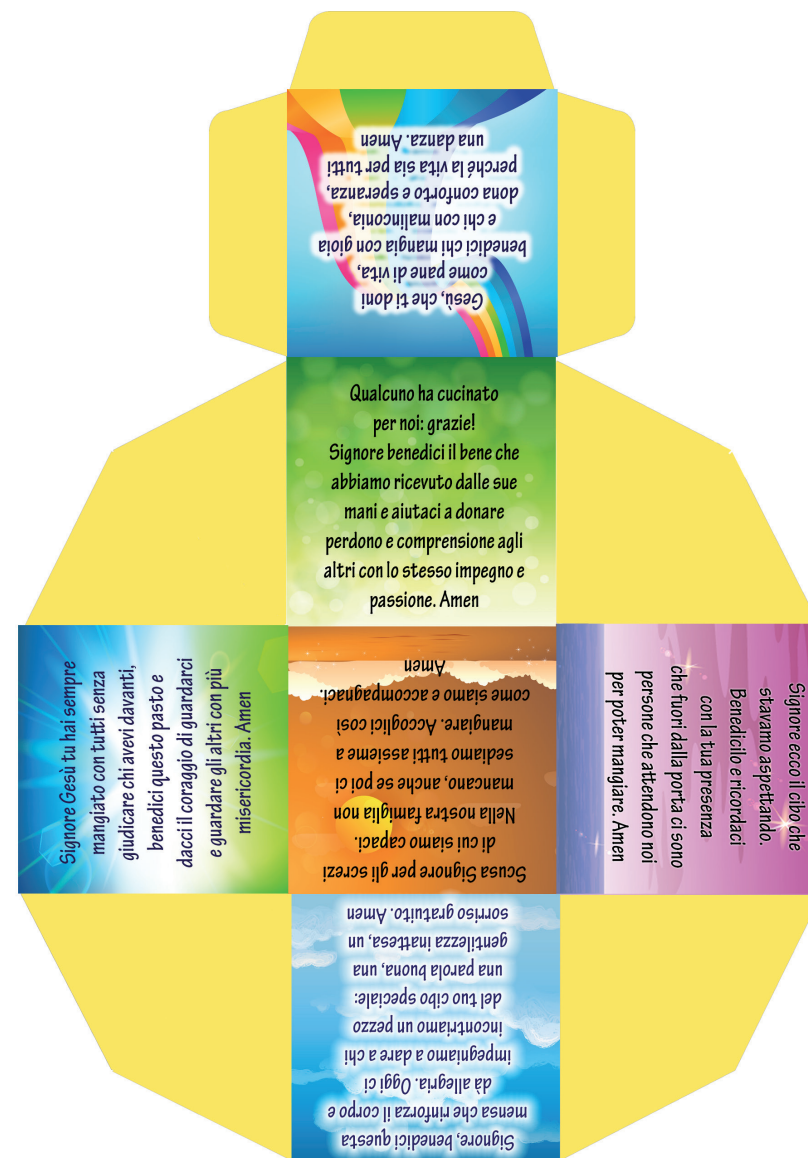 Gesù, che ti doni
come pane di vita,
benedici chi mangia con gioia
e chi con malinconia,
dona conforto e speranza,
perché la vita sia per tutti
una danza. Amen
Qualcuno ha cucinato
per noi: grazie!
Signore benedici il bene che
abbiamo ricevuto dalle sue
mani e aiutaci a donare
perdono e comprensione agli
altri con lo stesso impegno e
passione. Amen
Signore Gesù tu hai sempre
mangiato con tutti senza
giudicare chi avevi davanti,
benedici questo pasto e
dacci il coraggio di guardarci
e guardare gli altri con più
misericordia. Amen
Scusa Signore per gli screzi
di cui siamo capaci.
Nella nostra famiglia non
mancano, anche se poi ci
sediamo tutti assieme a
mangiare. Accoglici così
come siamo e accompagnaci.
Amen
Signore ecco il cibo che
stavamo aspettando.
Benedicilo e ricordaci
con la tua presenza
che fuori dalla porta ci sono
persone che attendono noi
per poter mangiare. Amen
Signore, benedici questa
mensa che rinforza il corpo e
dà allegria. Oggi ci
impegniamo a dare a chi
incontriamo un pezzo
del tuo cibo speciale:
una parola buona, una
gentilezza inattesa, un
sorriso gratuito. Amen